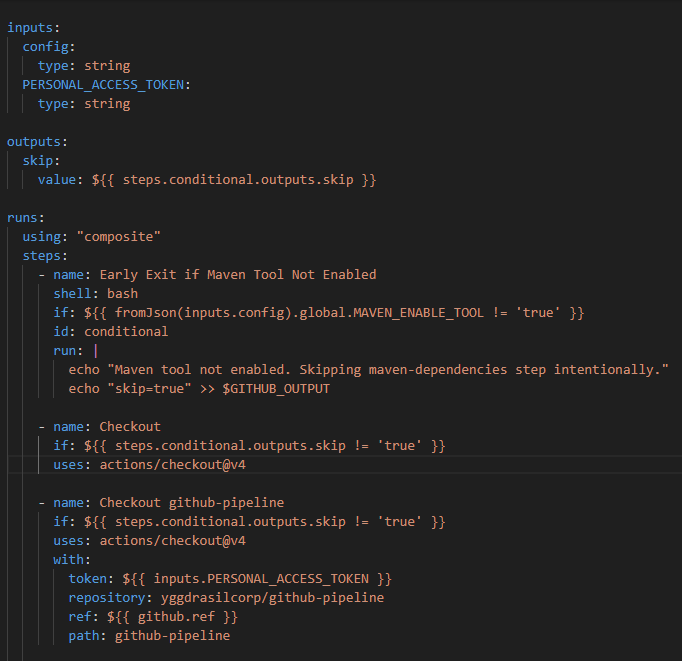 inputs:
  config:
    type: string
  PERSONAL_ACCESS_TOKEN:
    type: string

outputs:
  skip:
    value: ${{ steps.conditional.outputs.skip }}

runs:
  using: "composite"
  steps:
    - name: Early Exit if Maven Tool Not Enabled
      shell: bash
      if: ${{ fromJson(inputs.config).global.MAVEN_ENABLE_TOOL != 'true' }}
      id: conditional
      run: |
        echo "Maven tool not enabled. Skipping maven-dependencies step intentionally."
        echo "skip=true" >> $GITHUB_OUTPUT

    - name: Checkout
      if: ${{ steps.conditional.outputs.skip != 'true' }}
      uses: actions/checkout@v4

    - name: Checkout github-pipeline
      if: ${{ steps.conditional.outputs.skip != 'true' }}
      uses: actions/checkout@v4
      with:
        token: ${{ inputs.PERSONAL_ACCESS_TOKEN }}
        repository: yggdrasilcorp/github-pipeline
        ref: ${{ github.ref }}
        path: github-pipeline